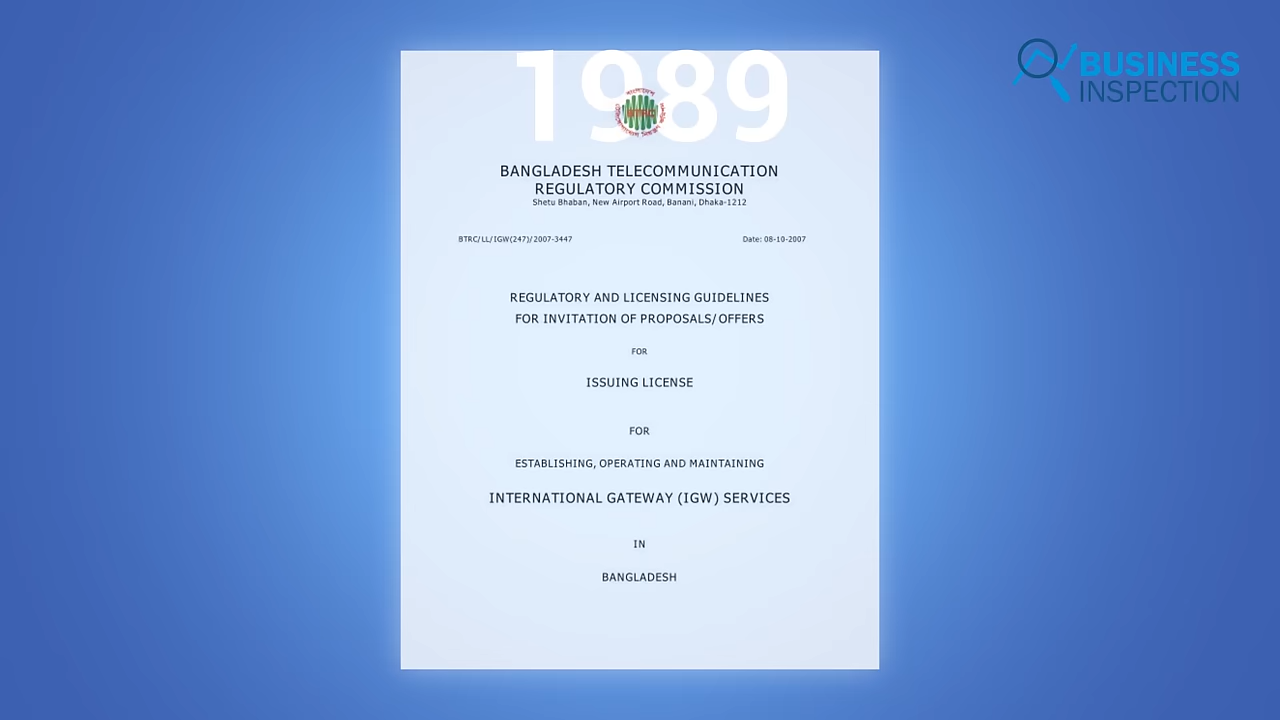 1989
BUSINESS
INSPECTION
BANGLADESH TELECOMMUNICATION
REGULATORY COMMISSION
Shetu Bhaban, New Airport Road, Banani, Dhaka-1212
BTRC/LL/IGW(247)/2007-3447 Date: 08-10-2007
REGULATORY AND LICENSING GUIDELINES
FOR INVITATION OF PROPOSALS/OFFERS
FOR
ISSUING LICENSE
FOR
ESTABLISHING, OPERATING AND MAINTAINING
INTERNATIONAL GATEWAY (IGW) SERVICES
IN
BANGLADESH